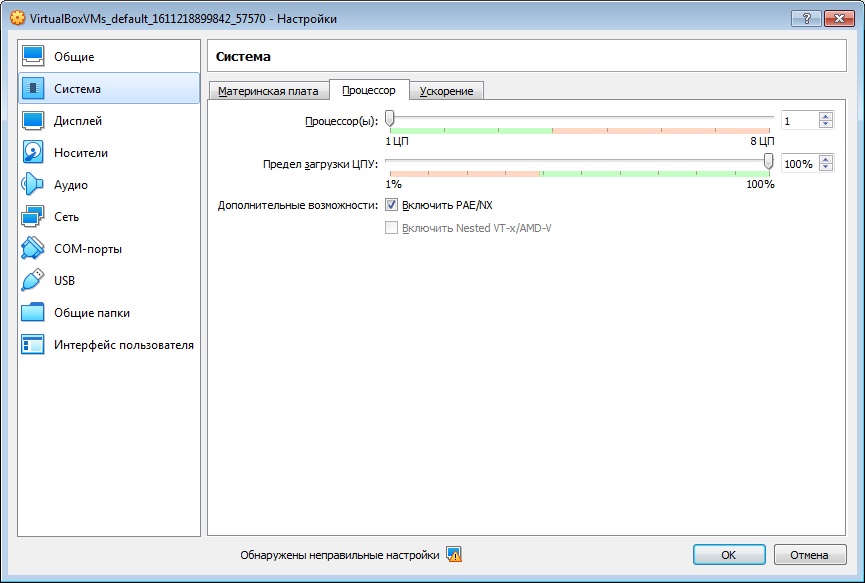 VirtualBoxVMs_default_1611218899842_57570 - Настройки
Общие
Система
Дисплей
Носители
Аудио
Сеть
COM-порты
USB
Общие папки
Интерфейс пользователя
Система
Материнская плата Процессор Ускорение
Процессор(ы): 1
1 ЦП 8 ЦП
Предел загрузки ЦПУ: 100%
1% 100%
Дополнительные возможности: Включить PAE/NX
Включить Nested VT-x/AMD-V
Обнаружены неправильные настройки
OK Отмена